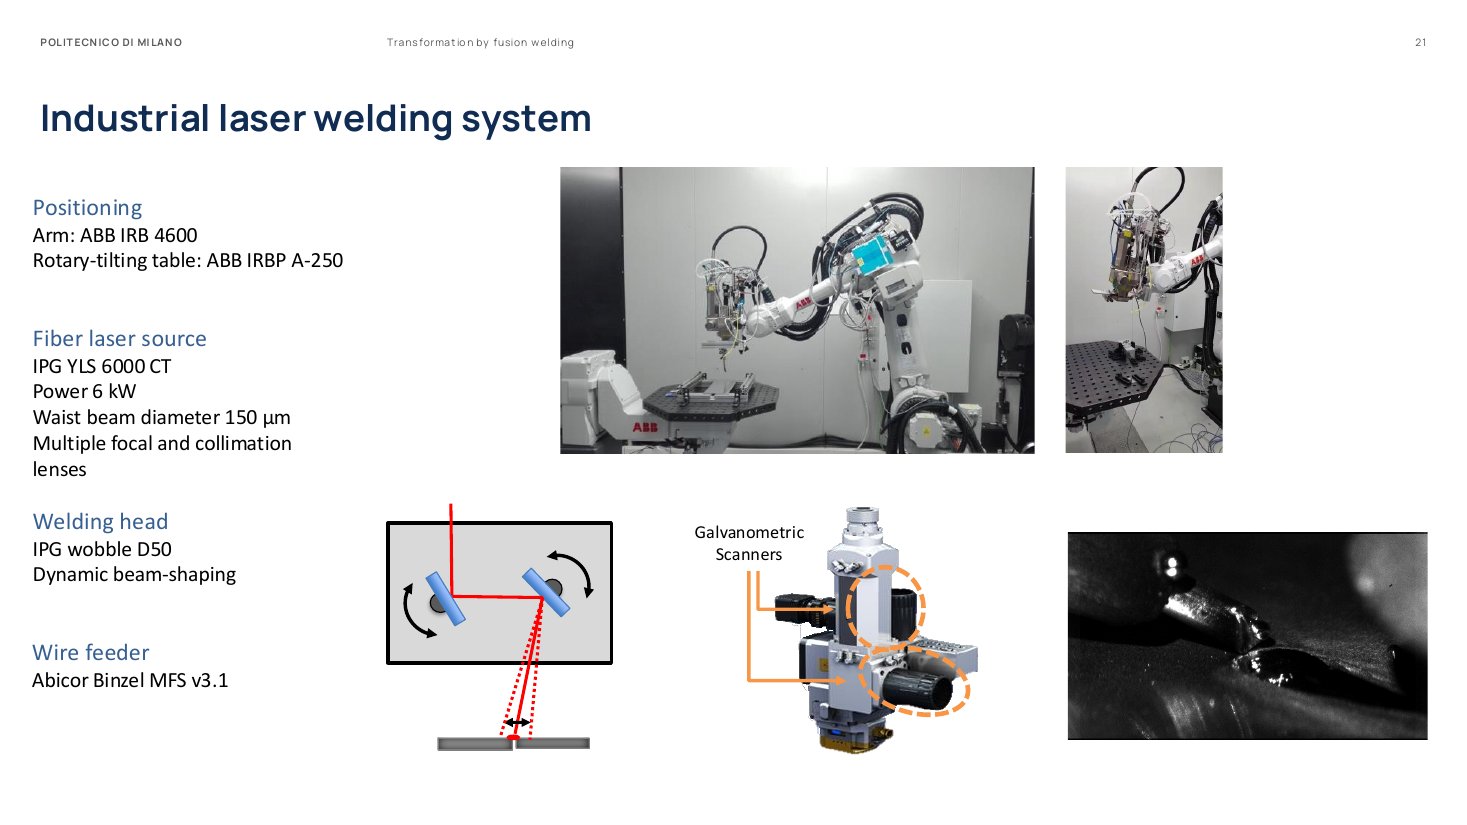 POLITECNICO DI MILANO
Transformation by fusion welding
21
Industrial laser welding system
Positioning
Arm: ABB IRB 4600
Rotary-tilting table: ABB IRBP A-250
Fiber laser source
IPG YLS 6000 CT
Power 6 kW
Waist beam diameter 150 µm
Multiple focal and collimation
lenses
Welding head
IPG wobble D50
Dynamic beam-shaping
Wire feeder
Abicor Binzel MFS v3.1
ABB
ABB
ABB
Galvanometric
Scanners